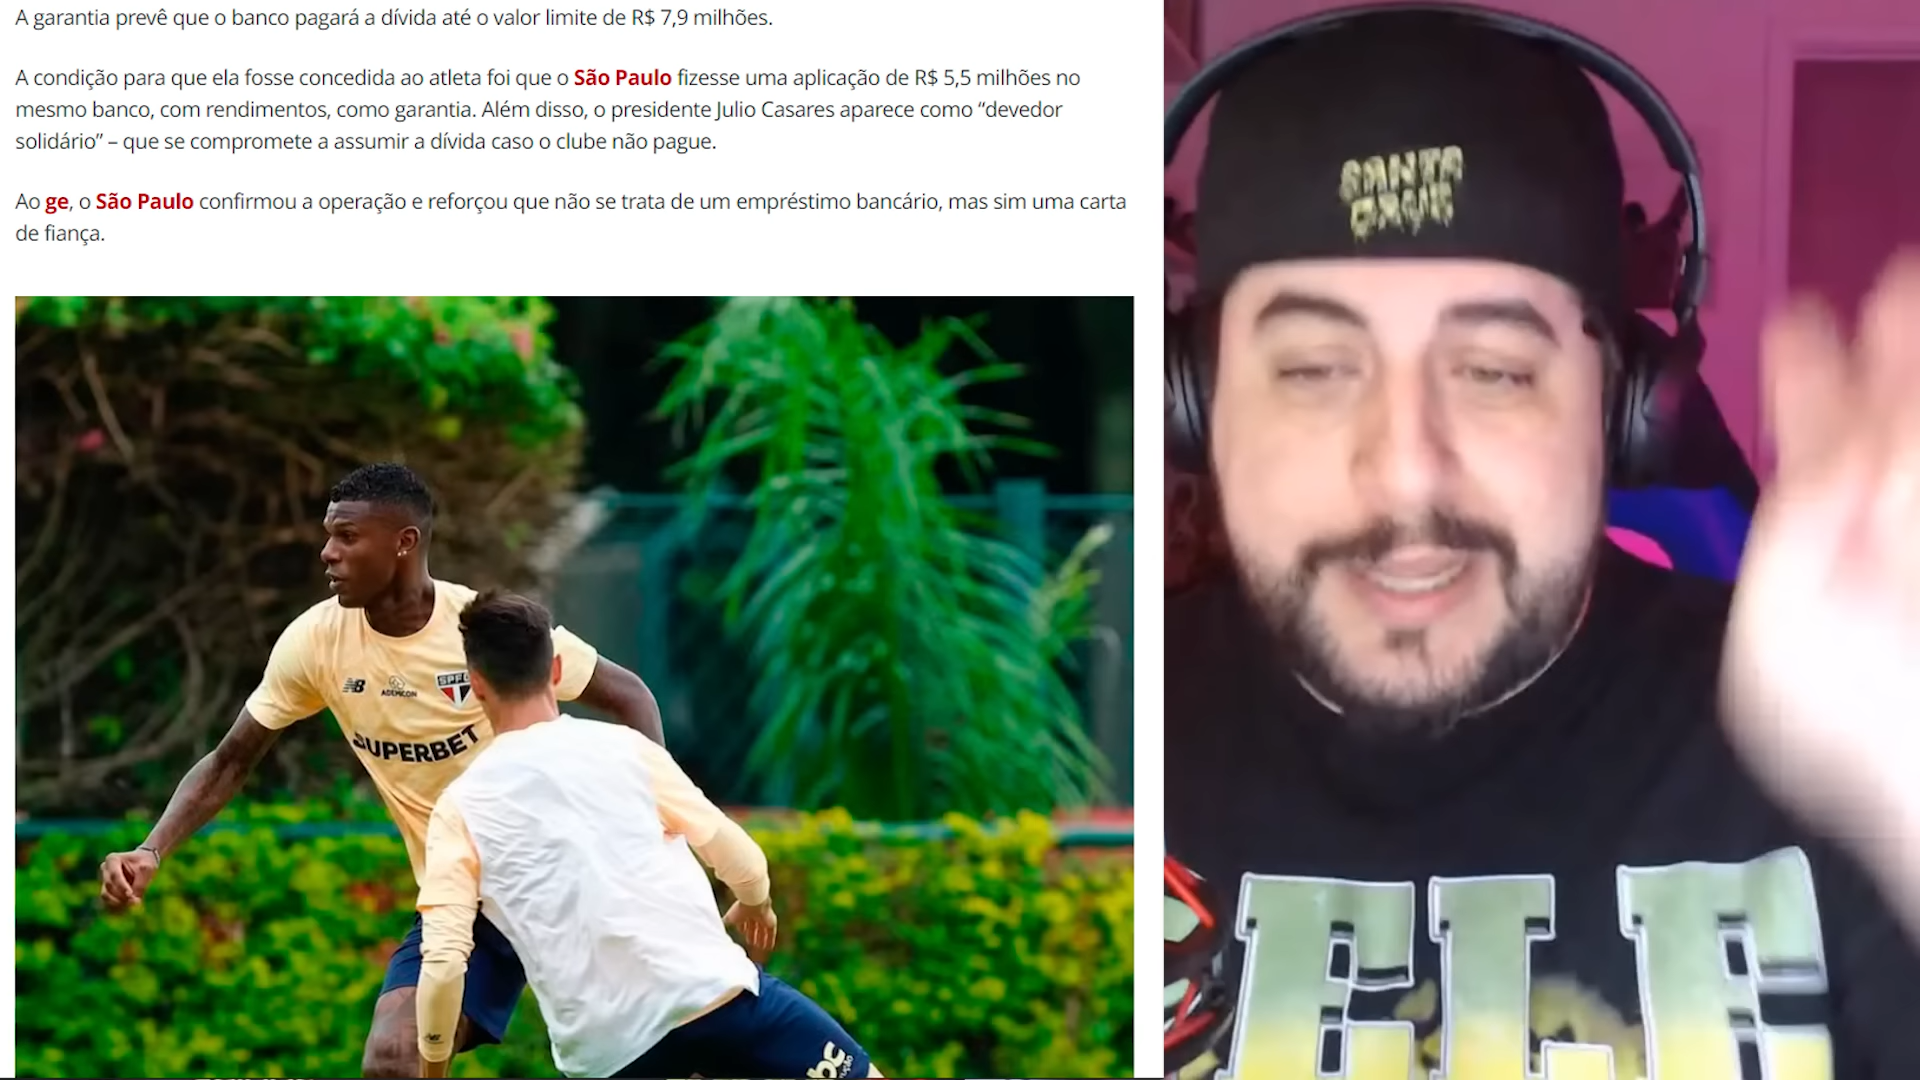 A garantia prevê que o banco pagará a dívida até o valor limite de R$ 7,9 milhões.
A condição para que ela fosse concedida ao atleta foi que o São Paulo fizesse uma aplicação de R$ 5,5 milhões no
mesmo banco, com rendimentos, como garantia. Além disso, o presidente Julio Casares aparece como “devedor
solidário” – que se compromete a assumir a dívida caso o clube não pague.
Ao ge, o São Paulo confirmou a operação e reforçou que não se trata de um empréstimo bancário, mas sim uma carta
de fiança.
NB ADEMICON SPFC
SUPERBET
SANTA